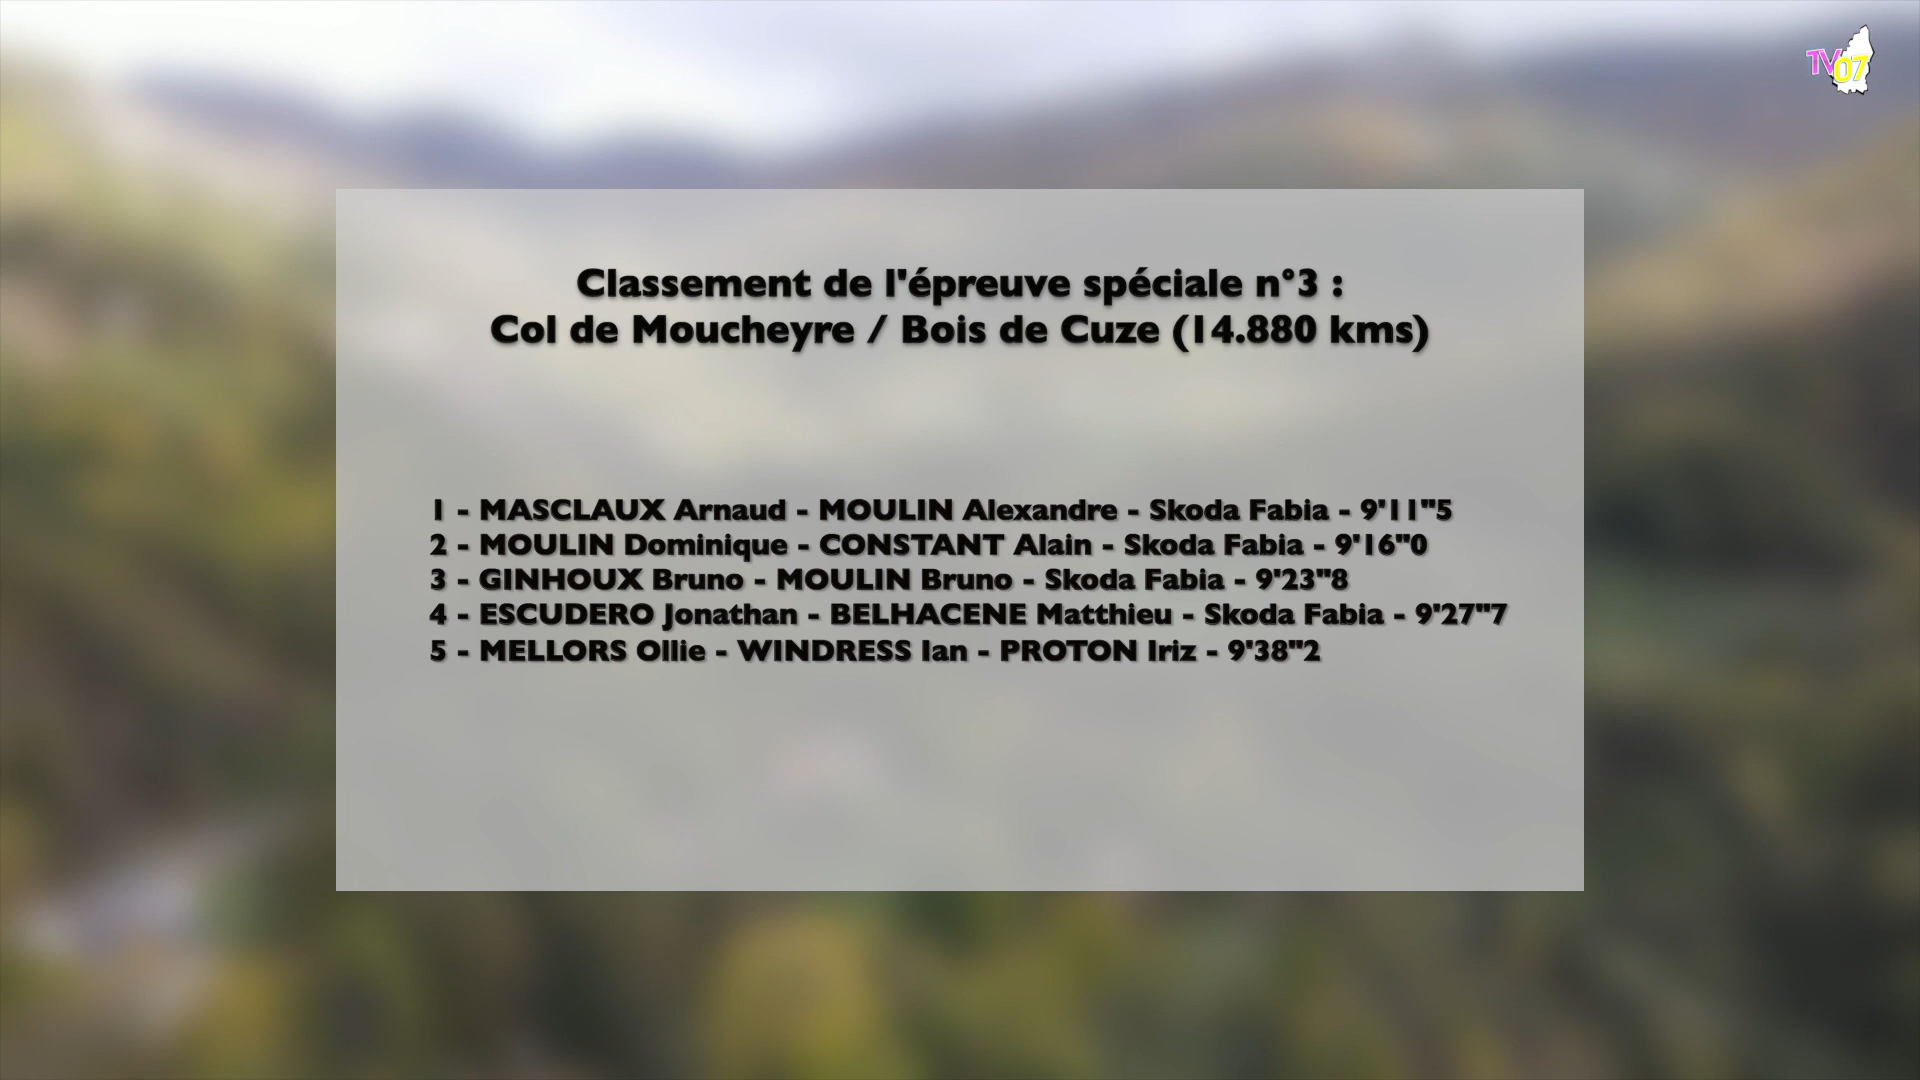 TV07
Classement de l'épreuve spéciale n°3 :
Col de Moucheyre / Bois de Cuze (14.880 kms)
1 - MASCLAUX Arnaud - MOULIN Alexandre - Skoda Fabia - 9'11"5
2 - MOULIN Dominique - CONSTANT Alain - Skoda Fabia - 9'16"0
3 - GINHOUX Bruno - MOULIN Bruno - Skoda Fabia - 9'23"8
4 - ESCUDERO Jonathan - BELHACENE Matthieu - Skoda Fabia - 9'27"7
5 - MELLORS Ollie - WINDRESS Ian - PROTON Iriz - 9'38"2